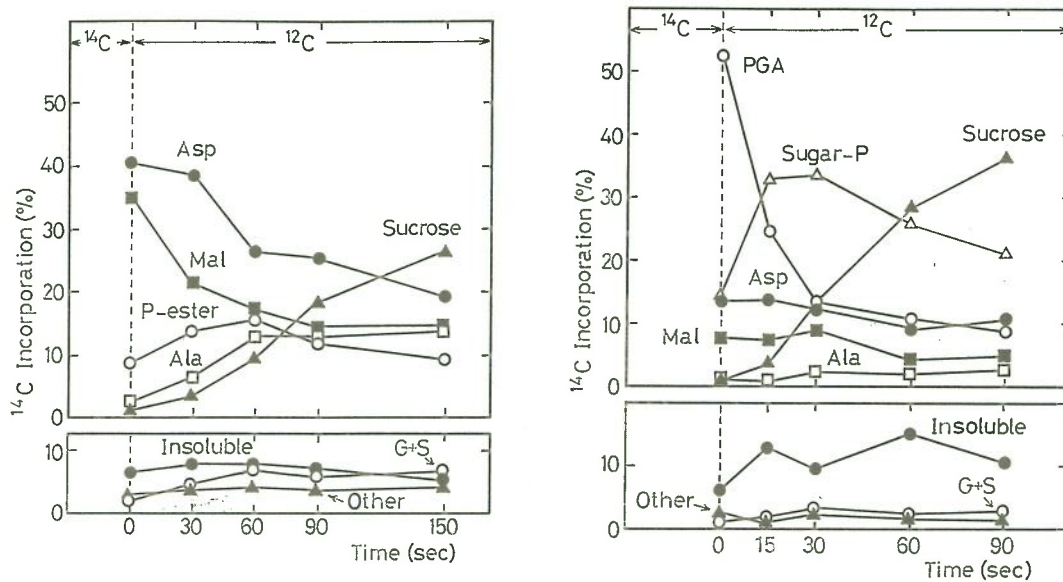 ¹⁴C ¹²C
50
40
30
20
10
0
¹⁴C Incorporation (%)
Asp
Mal
P-ester
Ala
Sucrose
10
0
Insoluble
G+S
Other
0 30 60 90 150
Time (sec)
¹⁴C ¹²C
50
40
30
20
10
0
¹⁴C Incorporation (%)
PGA
Sugar-P
Sucrose
Asp
Mal
Ala
10
0
Insoluble
Other
G+S
0 15 30 60 90
Time (sec)